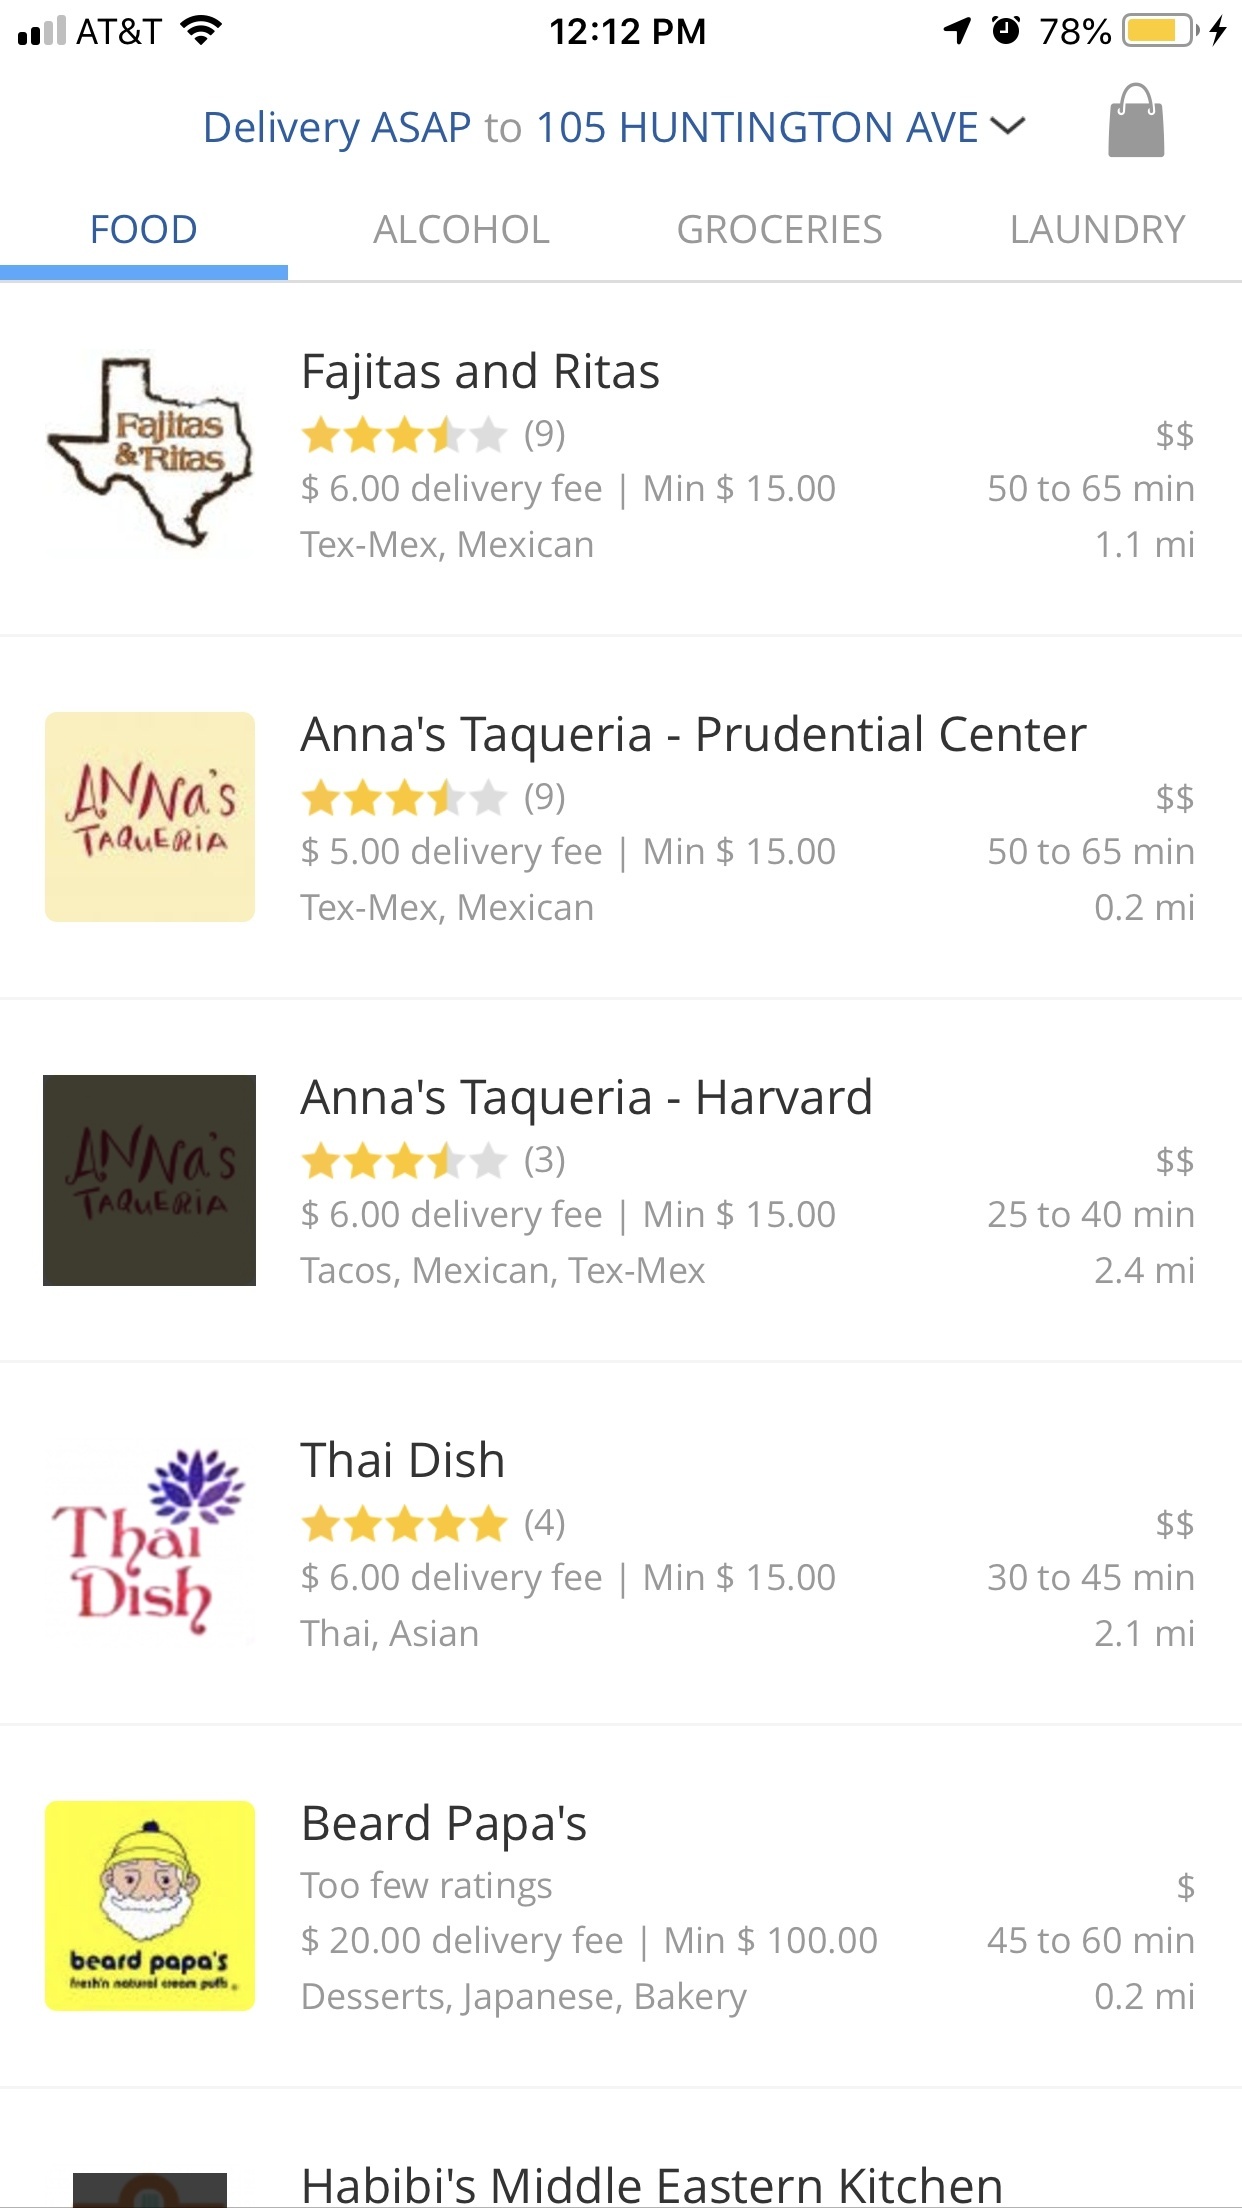 AT&T 12:12 PM 78%
Delivery ASAP to 105 HUNTINGTON AVE
FOOD ALCOHOL GROCERIES LAUNDRY
Fajitas
& Ritas
Fajitas and Ritas
(9) $$
$ 6.00 delivery fee | Min $ 15.00 50 to 65 min
Tex-Mex, Mexican 1.1 mi
ANNa's
TAQUERIA
Anna's Taqueria - Prudential Center
(9) $$
$ 5.00 delivery fee | Min $ 15.00 50 to 65 min
Tex-Mex, Mexican 0.2 mi
ANNa's
TAQUERIA
Anna's Taqueria - Harvard
(3) $$
$ 6.00 delivery fee | Min $ 15.00 25 to 40 min
Tacos, Mexican, Tex-Mex 2.4 mi
Thai
Dish
Thai Dish
(4) $$
$ 6.00 delivery fee | Min $ 15.00 30 to 45 min
Thai, Asian 2.1 mi
beard papa's
fresh'n natural cream puffs
Beard Papa's
Too few ratings $
$ 20.00 delivery fee | Min $ 100.00 45 to 60 min
Desserts, Japanese, Bakery 0.2 mi
Habibi's Middle Eastern Kitchen